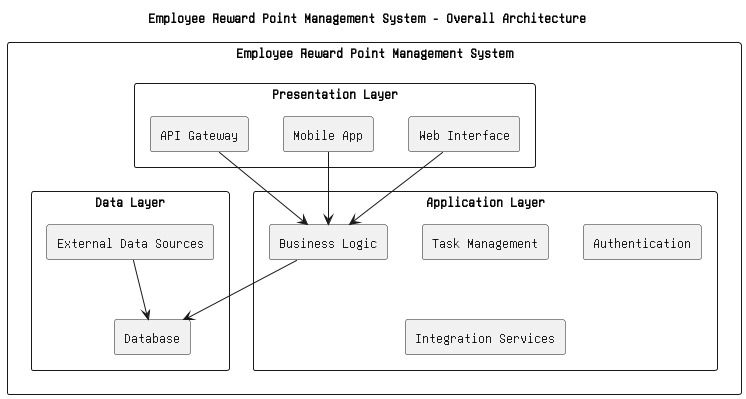 Employee Reward Point Management System - Overall Architecture
Employee Reward Point Management System
Presentation Layer
API Gateway
Mobile App
Web Interface
Data Layer
Application Layer
External Data Sources
Business Logic
Task Management
Authentication
Database
Integration Services